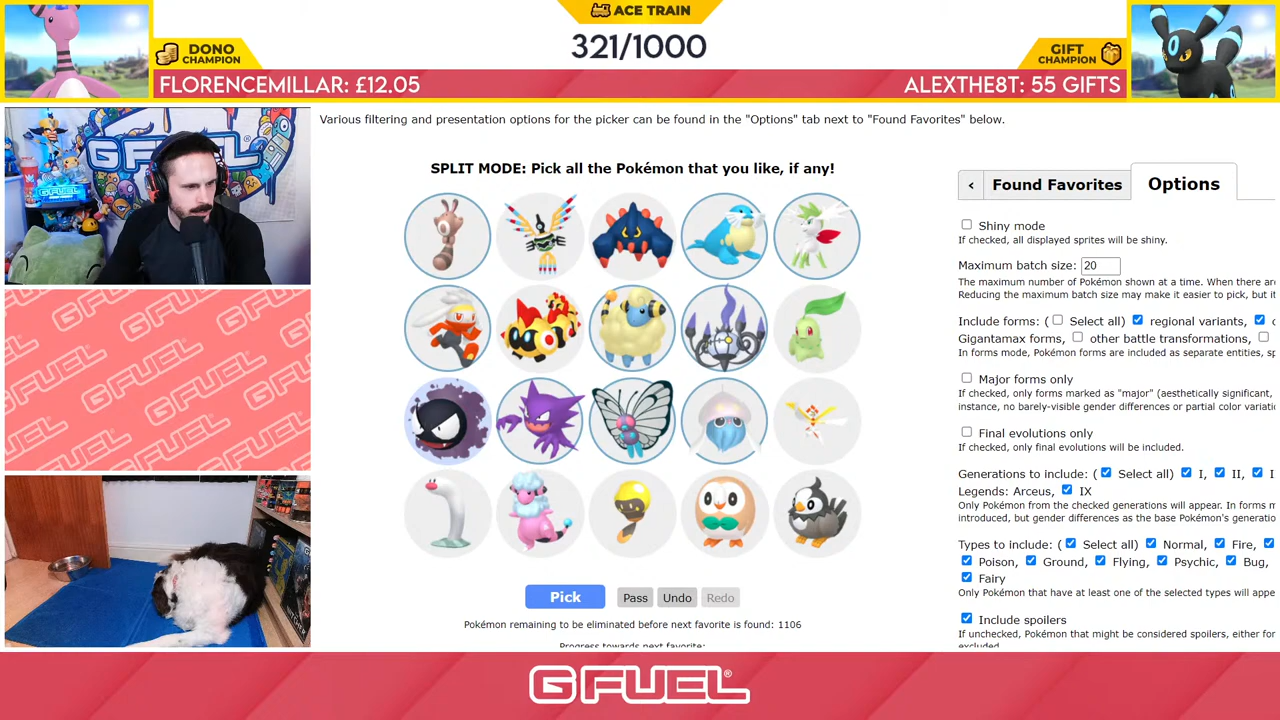 ACE TRAIN
321/1000
DONO
CHAMPION
GIFT
CHAMPION
FLORENCEMILLAR: £12.05
ALEXTHE8T: 55 GIFTS
Various filtering and presentation options for the picker can be found in the "Options" tab next to "Found Favorites" below.
SPLIT MODE: Pick all the Pokémon that you like, if any!
‹
Found Favorites
Options
Shiny mode
If checked, all displayed sprites will be shiny.
Maximum batch size: 20
The maximum number of Pokémon shown at a time. When there are
Reducing the maximum batch size may make it easier to pick, but it
Include forms: ( Select all) regional variants,
Gigantamax forms, other battle transformations,
In forms mode, Pokémon forms are included as separate entities, sp
Major forms only
If checked, only forms marked as "major" (aesthetically significant,
instance, no barely-visible gender differences or partial color variatio
Final evolutions only
If checked, only final evolutions will be included.
Generations to include: ( Select all) I, II, I
Legends: Arceus, IX
Only Pokémon from the checked generations will appear. In forms m
introduced, but gender differences as the base Pokémon's generatio
Types to include: ( Select all) Normal, Fire,
Poison, Ground, Flying, Psychic, Bug,
Fairy
Only Pokémon that have at least one of the selected types will appe
Include spoilers
If unchecked, Pokémon that might be considered spoilers, either for
excluded.
Pick
Pass
Undo
Redo
Pokémon remaining to be eliminated before next favorite is found: 1106
Progress towards next favorite:
G FUEL
G FUEL
G FUEL